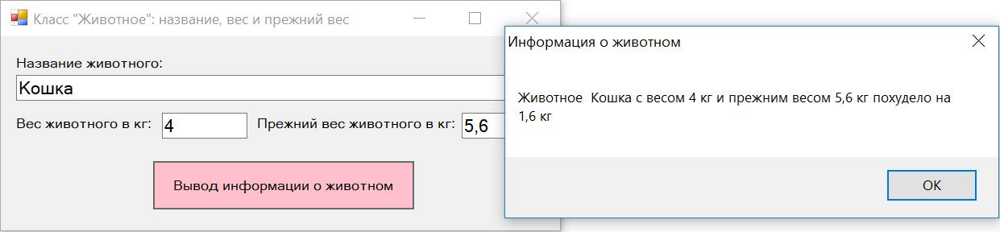 Класс "Животное": название, вес и прежний вес
Название животного:
Кошка
Вес животного в кг:
4
Прежний вес животного в кг:
5,6
Вывод информации о животном
Информация о животном
Животное  Кошка с весом 4 кг и прежним весом 5,6 кг похудело на
1,6 кг
ОК